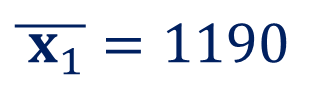 x̄₁ = 1190